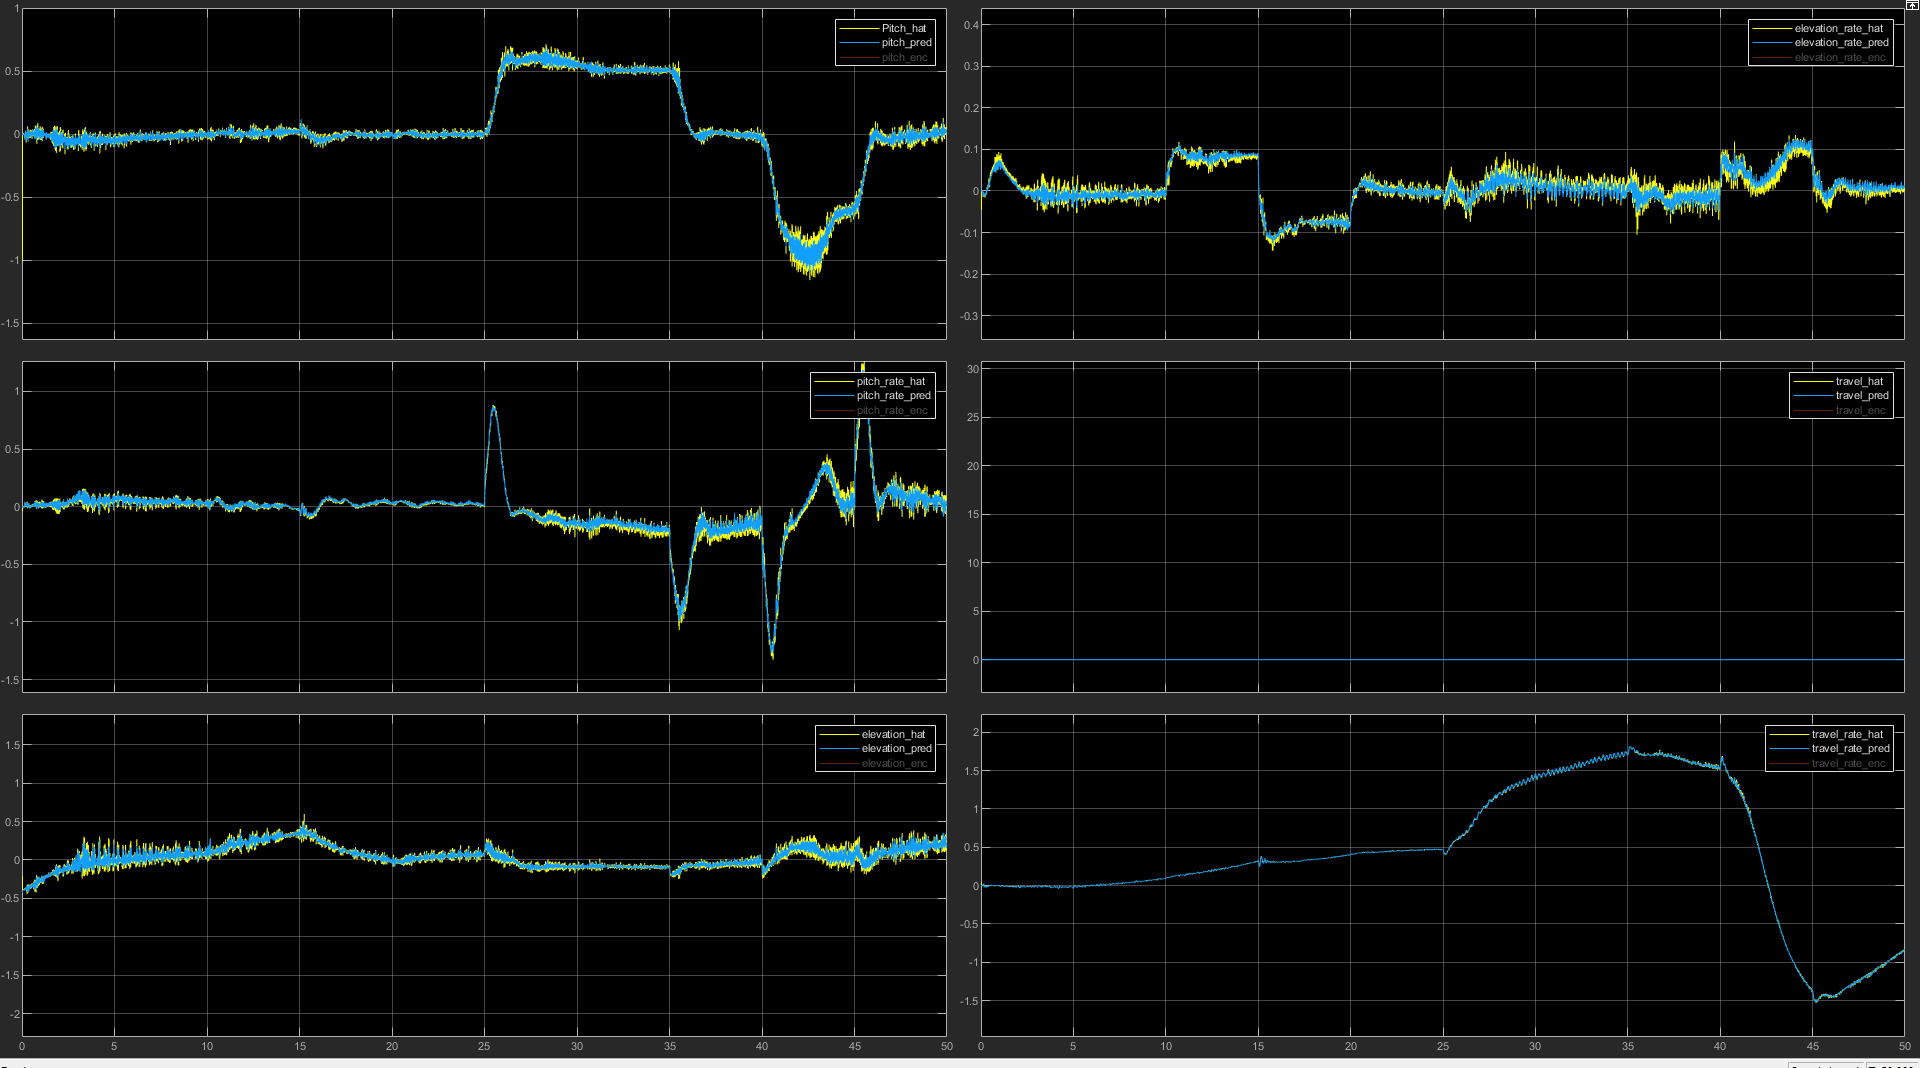 1
0.5
0
-0.5
-1
-1.5
Pitch_hat
pitch_pred
pitch_enc
0.4
0.3
0.2
0.1
0
-0.1
-0.2
-0.3
elevation_rate_hat
elevation_rate_pred
elevation_rate_enc
1
0.5
0
-0.5
-1
-1.5
pitch_rate_hat
pitch_rate_pred
pitch_rate_enc
30
25
20
15
10
5
0
travel_hat
travel_pred
travel_enc
1.5
1
0.5
0
-0.5
-1
-1.5
-2
elevation_hat
elevation_pred
elevation_enc
0 5 10 15 20 25 30 35 40 45 50
2
1.5
1
0.5
0
-0.5
-1
-1.5
travel_rate_hat
travel_rate_pred
travel_rate_enc
0 5 10 15 20 25 30 35 40 45 50